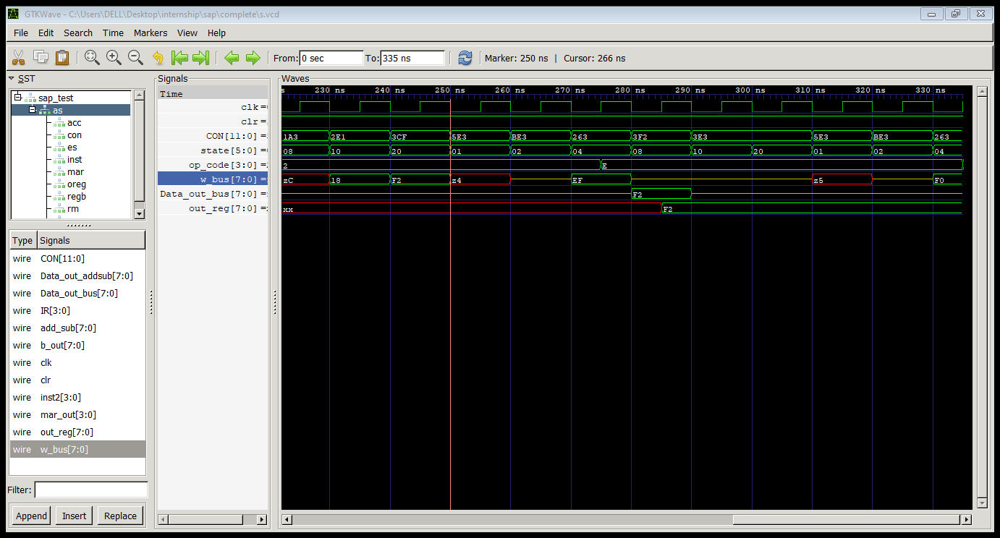 GTKWave - C:\Users\DELL\Desktop\internship\sap\complete\s.vcd
File Edit Search Time Markers View Help
From: 0 sec To: 335 ns Marker: 250 ns | Cursor: 266 ns
SST
sap_test
as
acc
con
es
inst
mar
oreg
regb
rm
Type Signals
wire CON[11:0]
wire Data_out_addsub[7:0]
wire Data_out_bus[7:0]
wire IR[3:0]
wire add_sub[7:0]
wire b_out[7:0]
wire clk
wire clr
wire inst2[3:0]
wire mar_out[3:0]
wire out_reg[7:0]
wire w_bus[7:0]
Filter:
Append Insert Replace
Signals
Time
clk=
clr=
CON[11:0]=
state[5:0]=
op_code[3:0]=
w_bus[7:0]=
Data_out_bus[7:0]=
out_reg[7:0]=
Waves
s 230 ns 240 ns 250 ns 260 ns 270 ns 280 ns 290 ns 300 ns 310 ns 320 ns 330 ns
1A3 2E1 3CF 5E3 BE3 263 3F2 3E3 5E3 BE3 263
08 10 20 01 02 04 08 10 20 01 02 04
2 E
zC 18 F2 z4 EF z5 F0
F2
xx F2